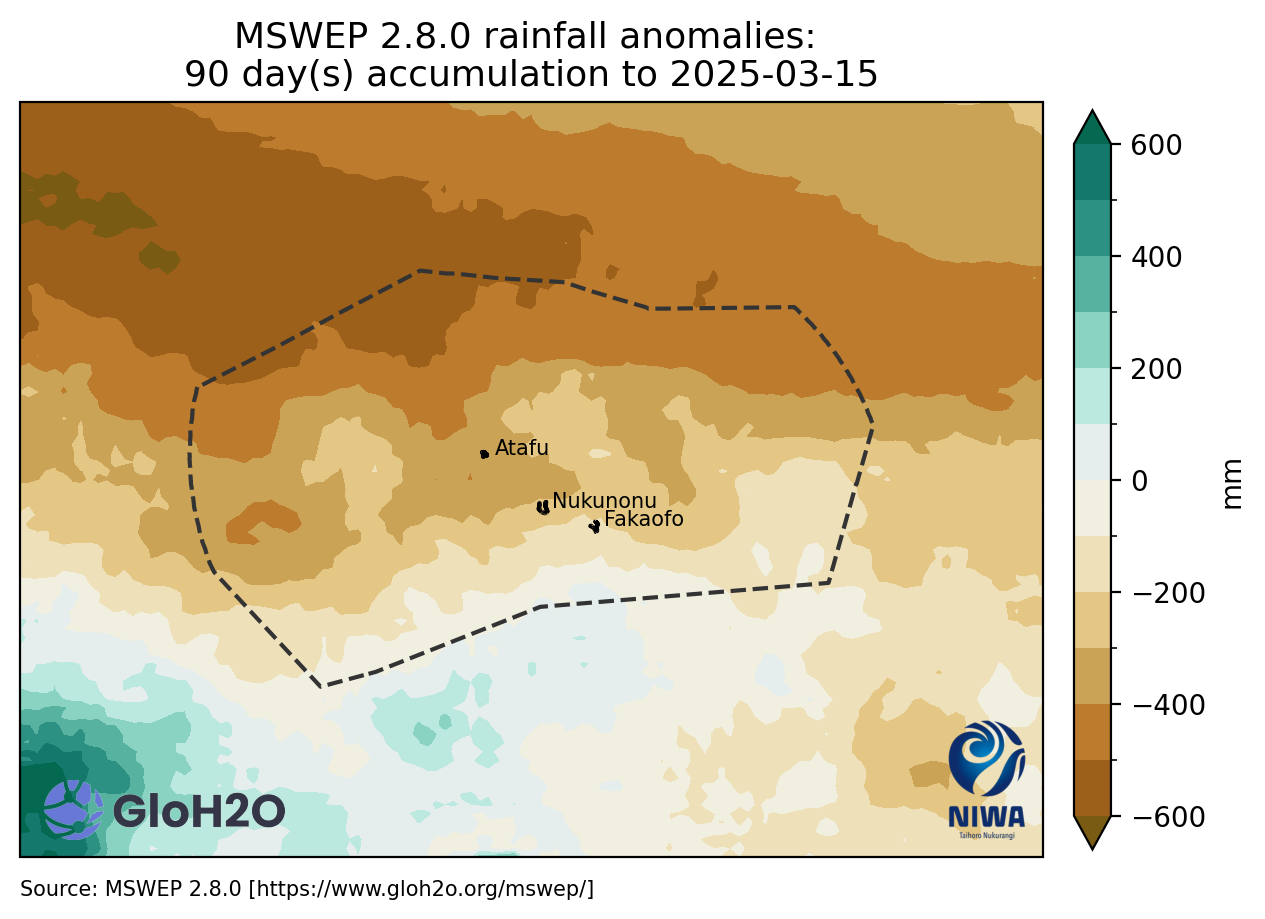 MSWEP 2.8.0 rainfall anomalies:
90 day(s) accumulation to 2025-03-15
600
400
200
0
−200
−400
−600
mm
Atafu
Nukunonu
Fakaofo
GloH2O
NIWA
Taihoro Nukurangi
Source: MSWEP 2.8.0 [https://www.gloh2o.org/mswep/]